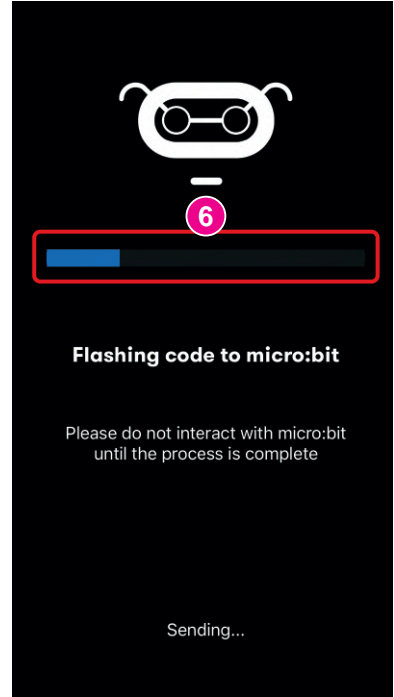 6
Flashing code to micro:bit
Please do not interact with micro:bit
until the process is complete
Sending...